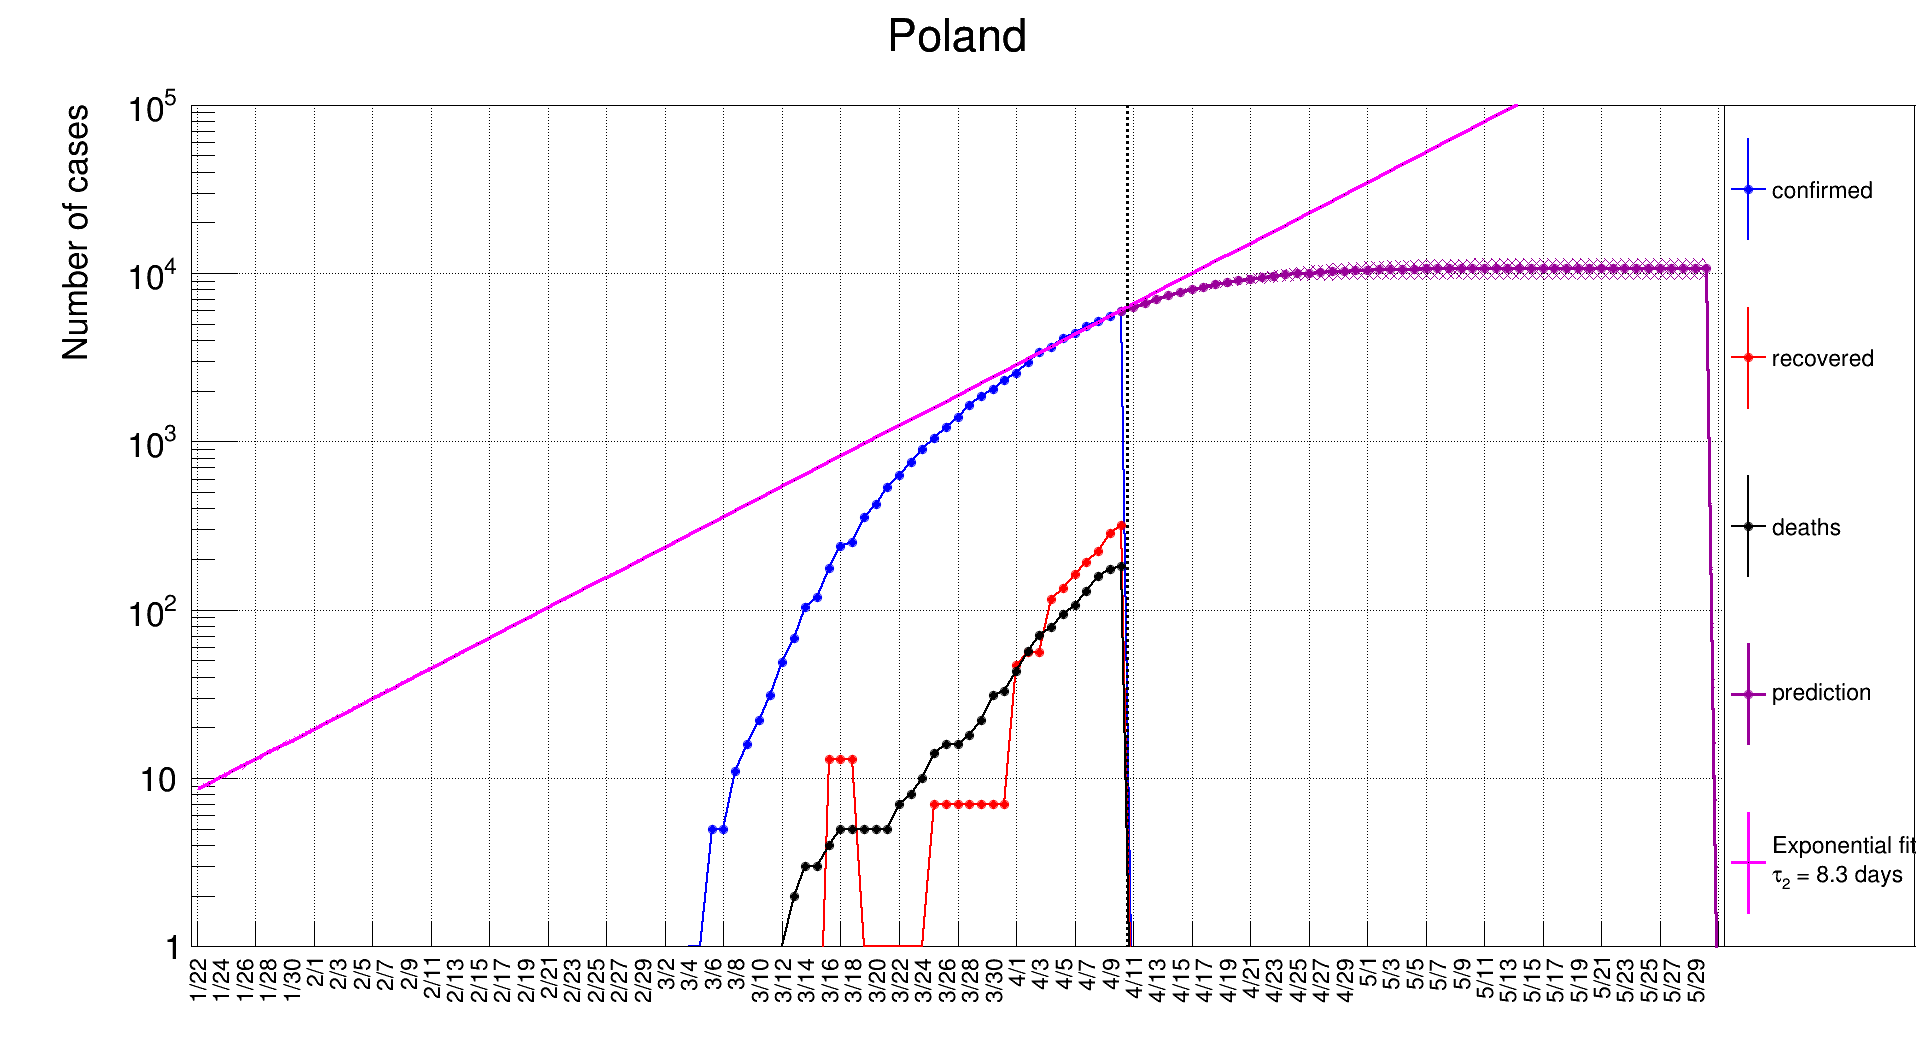 Poland
Number of cases
10^5
10^4
10^3
10^2
10
1
1/22 1/24 1/26 1/28 1/30 2/1 2/3 2/5 2/7 2/9 2/11 2/13 2/15 2/17 2/19 2/21 2/23 2/25 2/27 2/29 3/2 3/4 3/6 3/8 3/10 3/12 3/14 3/16 3/18 3/20 3/22 3/24 3/26 3/28 3/30 4/1 4/3 4/5 4/7 4/9 4/11 4/13 4/15 4/17 4/19 4/21 4/23 4/25 4/27 4/29 5/1 5/3 5/5 5/7 5/9 5/11 5/13 5/15 5/17 5/19 5/21 5/23 5/25 5/27 5/29
confirmed
recovered
deaths
prediction
Exponential fit
τ₂ = 8.3 days